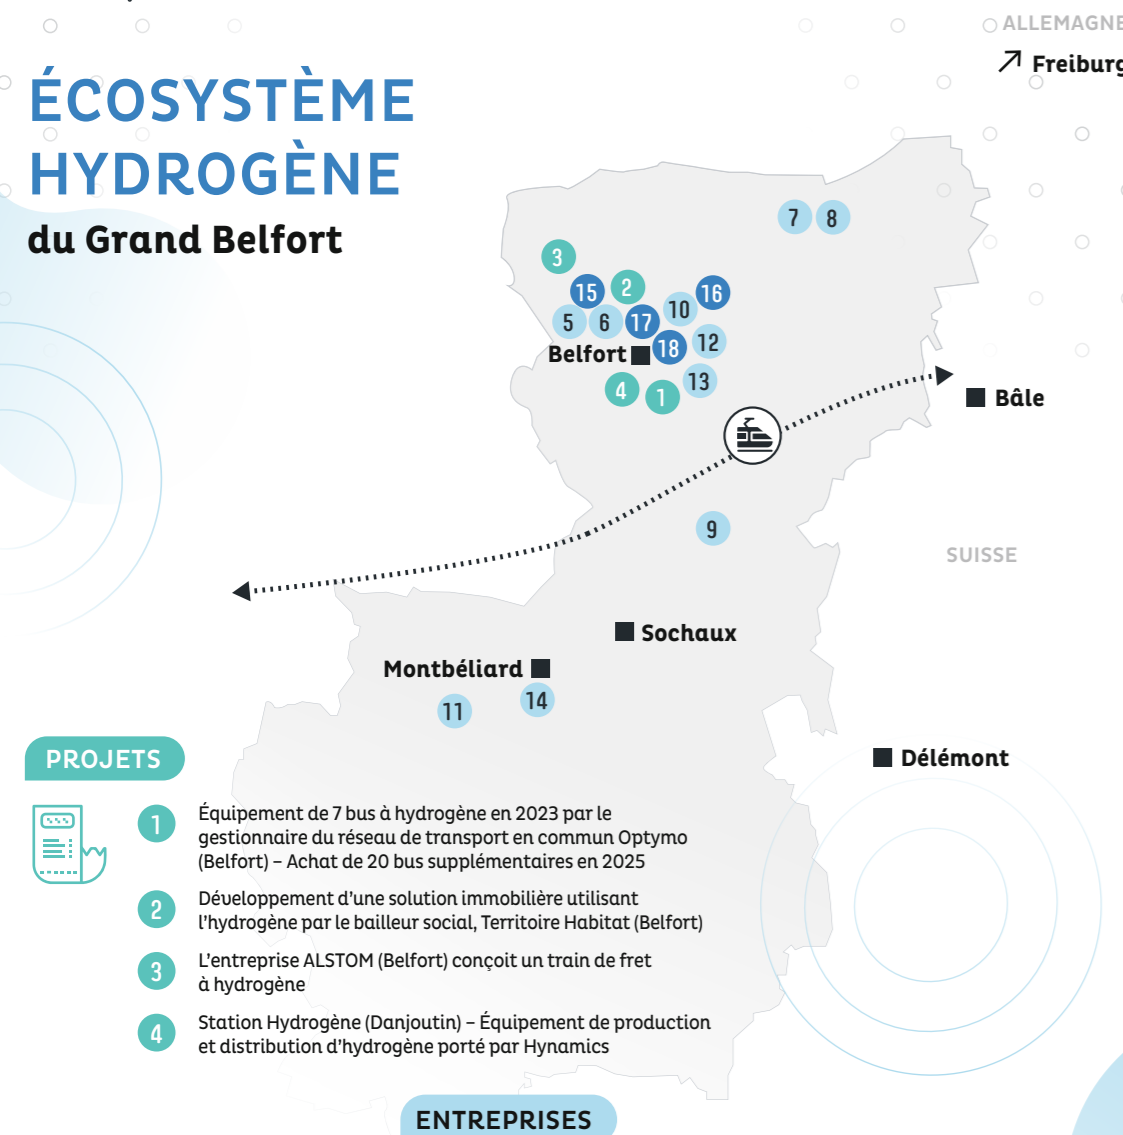 ALLEMAGNE
Freiburg
ÉCOSYSTÈME
HYDROGÈNE
du Grand Belfort
7 8
3
15 2 16
10
5 6 17
12
18
Belfort
13
4 1
Bâle
9
SUISSE
Sochaux
Montbéliard
14
11
PROJETS
Délémont
1 Équipement de 7 bus à hydrogène en 2023 par le
gestionnaire du réseau de transport en commun Optymo
(Belfort) – Achat de 20 bus supplémentaires en 2025
2 Développement d'une solution immobilière utilisant
l'hydrogène par le bailleur social, Territoire Habitat (Belfort)
3 L'entreprise ALSTOM (Belfort) conçoit un train de fret
à hydrogène
4 Station Hydrogène (Danjoutin) – Équipement de production
et distribution d'hydrogène porté par Hynamics
ENTREPRISES